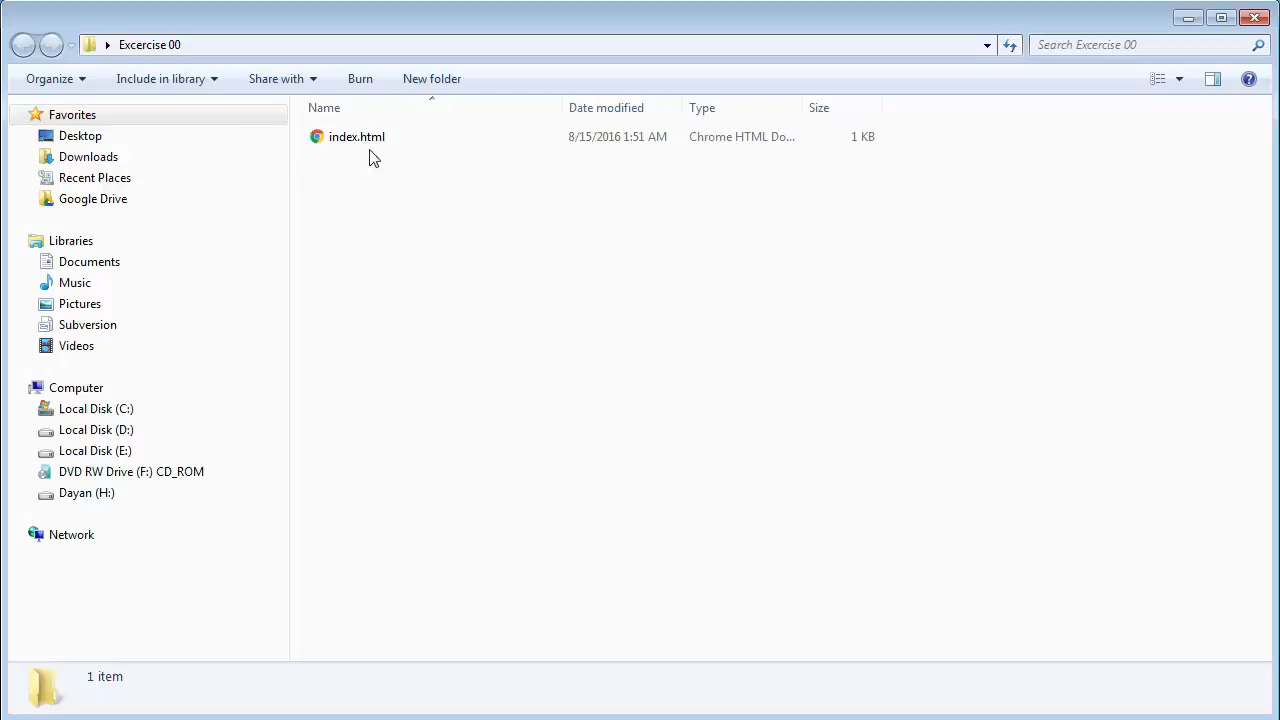 Excercise 00
Search Excercise 00
Organize
Include in library
Share with
Burn
New folder
Favorites
Desktop
Downloads
Recent Places
Google Drive
Libraries
Documents
Music
Pictures
Subversion
Videos
Computer
Local Disk (C:)
Local Disk (D:)
Local Disk (E:)
DVD RW Drive (F:) CD_ROM
Dayan (H:)
Network
Name Date modified Type Size
index.html 8/15/2016 1:51 AM Chrome HTML Do... 1 KB
1 item